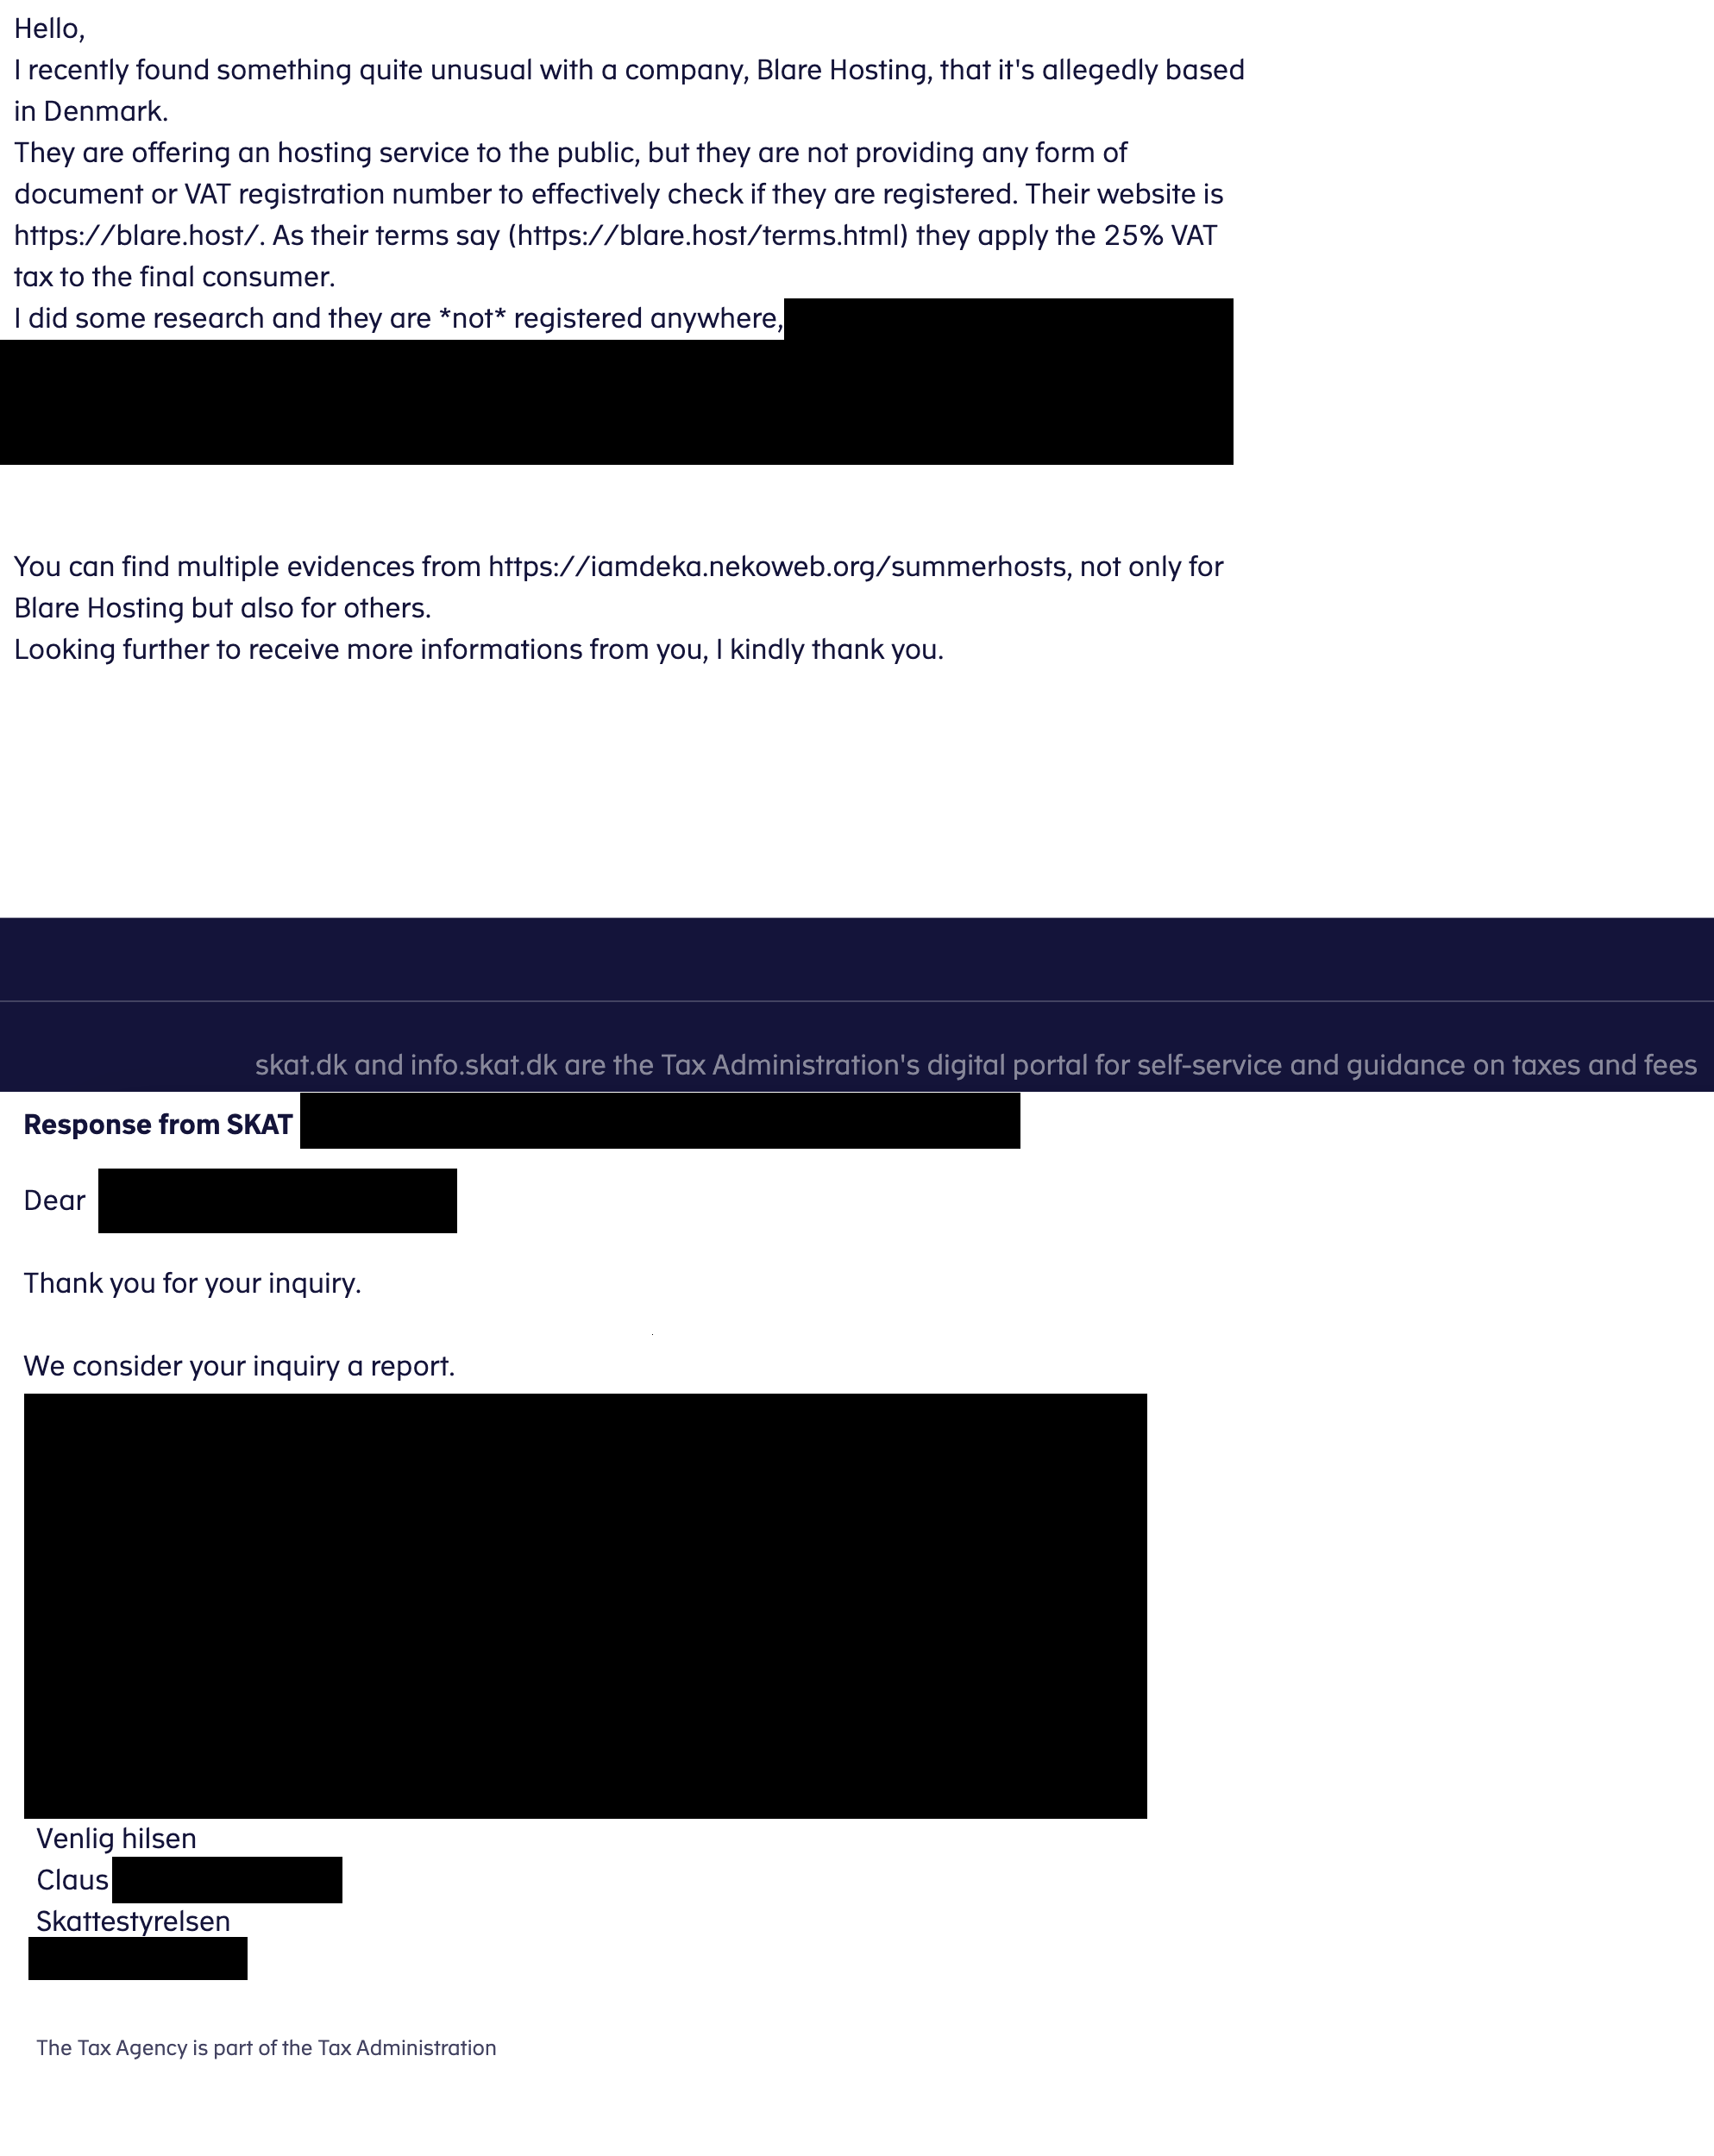 Hello,
I recently found something quite unusual with a company, Blare Hosting, that it's allegedly based
in Denmark.
They are offering an hosting service to the public, but they are not providing any form of
document or VAT registration number to effectively check if they are registered. Their website is
https://blare.host/. As their terms say (https://blare.host/terms.html) they apply the 25% VAT
tax to the final consumer.
I did some research and they are *not* registered anywhere,
You can find multiple evidences from https://iamdeka.nekoweb.org/summerhosts, not only for
Blare Hosting but also for others.
Looking further to receive more informations from you, I kindly thank you.
skat.dk and info.skat.dk are the Tax Administration's digital portal for self-service and guidance on taxes and fees
Response from SKAT
Dear
Thank you for your inquiry.
We consider your inquiry a report.
Venlig hilsen
Claus
Skattestyrelsen
The Tax Agency is part of the Tax Administration